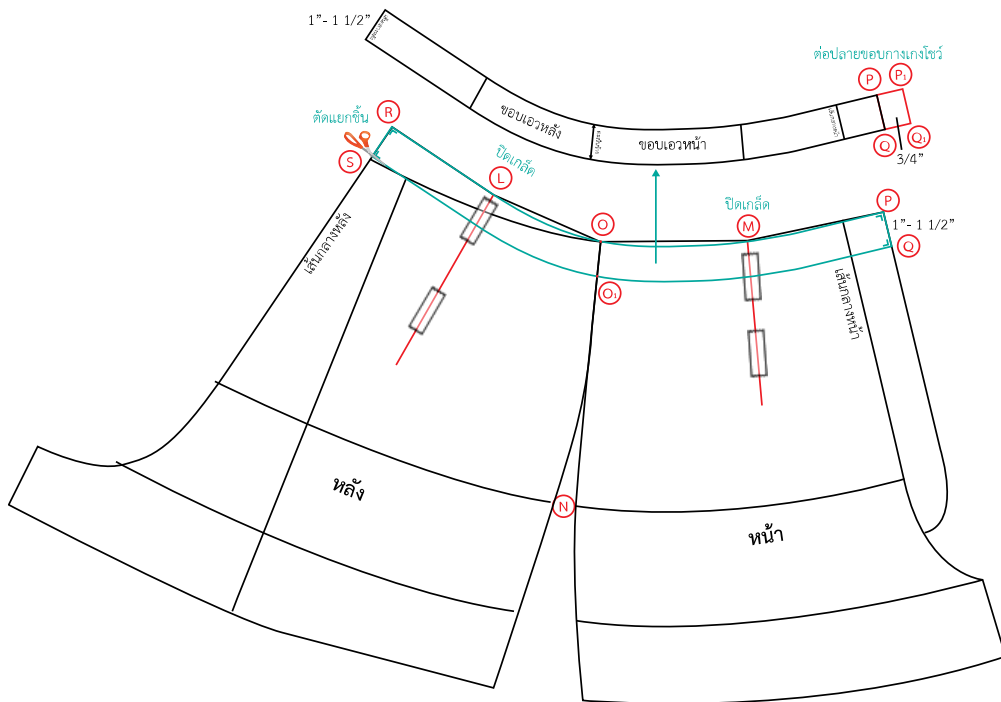 1”- 1 1/2”
ต่อปลายขอบกางเกงโชว์
P
P1
ขอบเอวหลัง
ขอบเอวหน้า
Q
Q1
3/4”
ตัดแยกชิ้น
R
S
ปิดเกล็ด
L
O
ปิดเกล็ด
M
P
1”- 1 1/2”
Q
O1
เส้นกลางหลัง
เส้นกลางหน้า
หลัง
N
หน้า